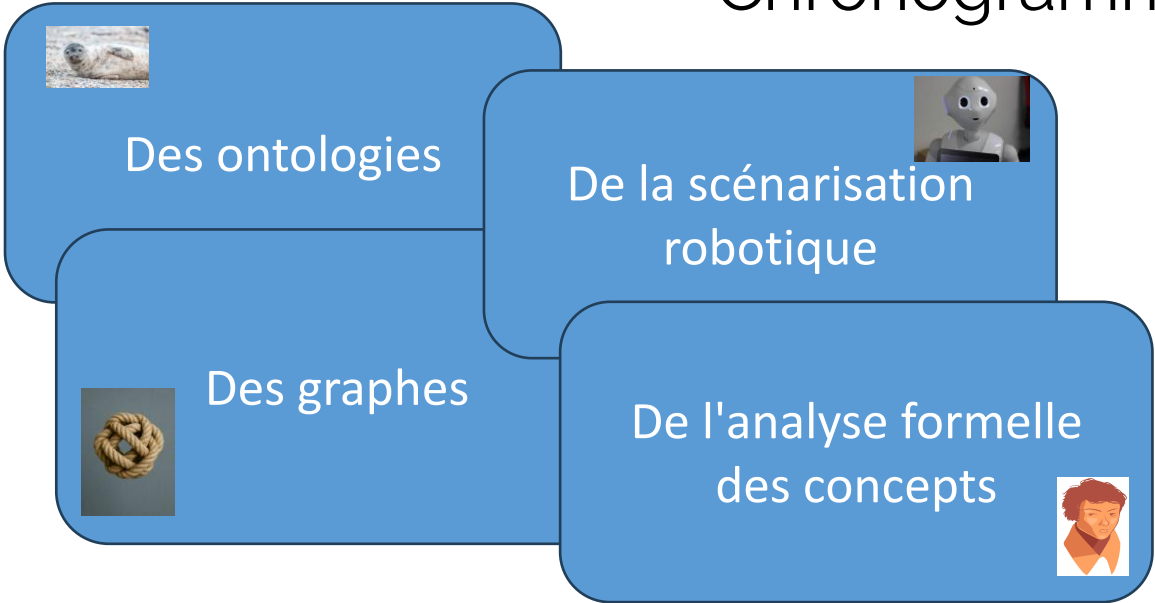 Des ontologies
De la scénarisation
robotique
Des graphes
De l'analyse formelle
des concepts